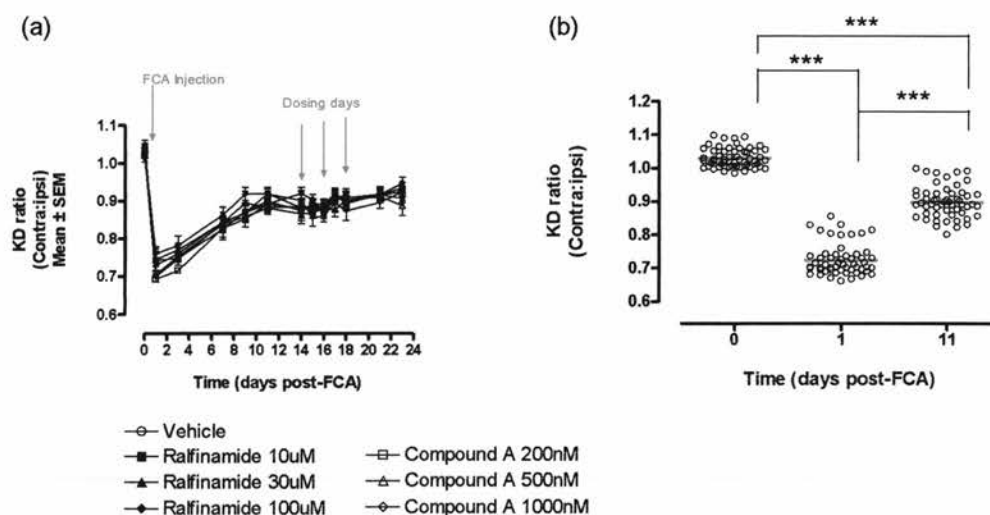 (a)
FCA Injection
Dosing days
KD ratio
(Contra:ipsi)
Mean ± SEM
1.1
1.0
0.9
0.8
0.7
0.6
0 2 4 6 8 10 12 14 16 18 20 22 24
Time (days post-FCA)
Vehicle
Ralfinamide 10uM
Ralfinamide 30uM
Ralfinamide 100uM
Compound A 200nM
Compound A 500nM
Compound A 1000nM
(b)
***
***
***
KD ratio
(Contra:ipsi)
1.2
1.1
1.0
0.9
0.8
0.7
0.6
0 1 11
Time (days post-FCA)